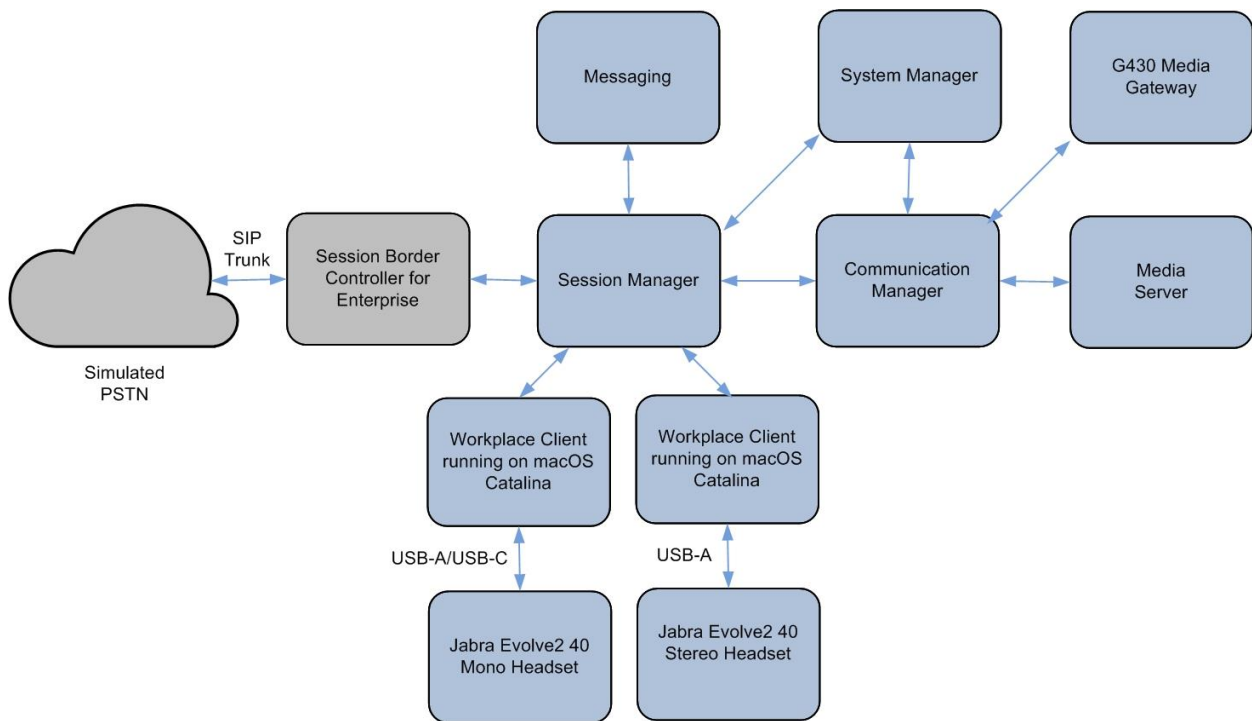 Messaging
System Manager
G430 Media
Gateway
SIP
Trunk
Session Border
Controller for
Enterprise
Session Manager
Communication
Manager
Media
Server
Simulated
PSTN
Workplace Client
running on macOS
Catalina
Workplace Client
running on macOS
Catalina
USB-A/USB-C
USB-A
Jabra Evolve2 40
Mono Headset
Jabra Evolve2 40
Stereo Headset